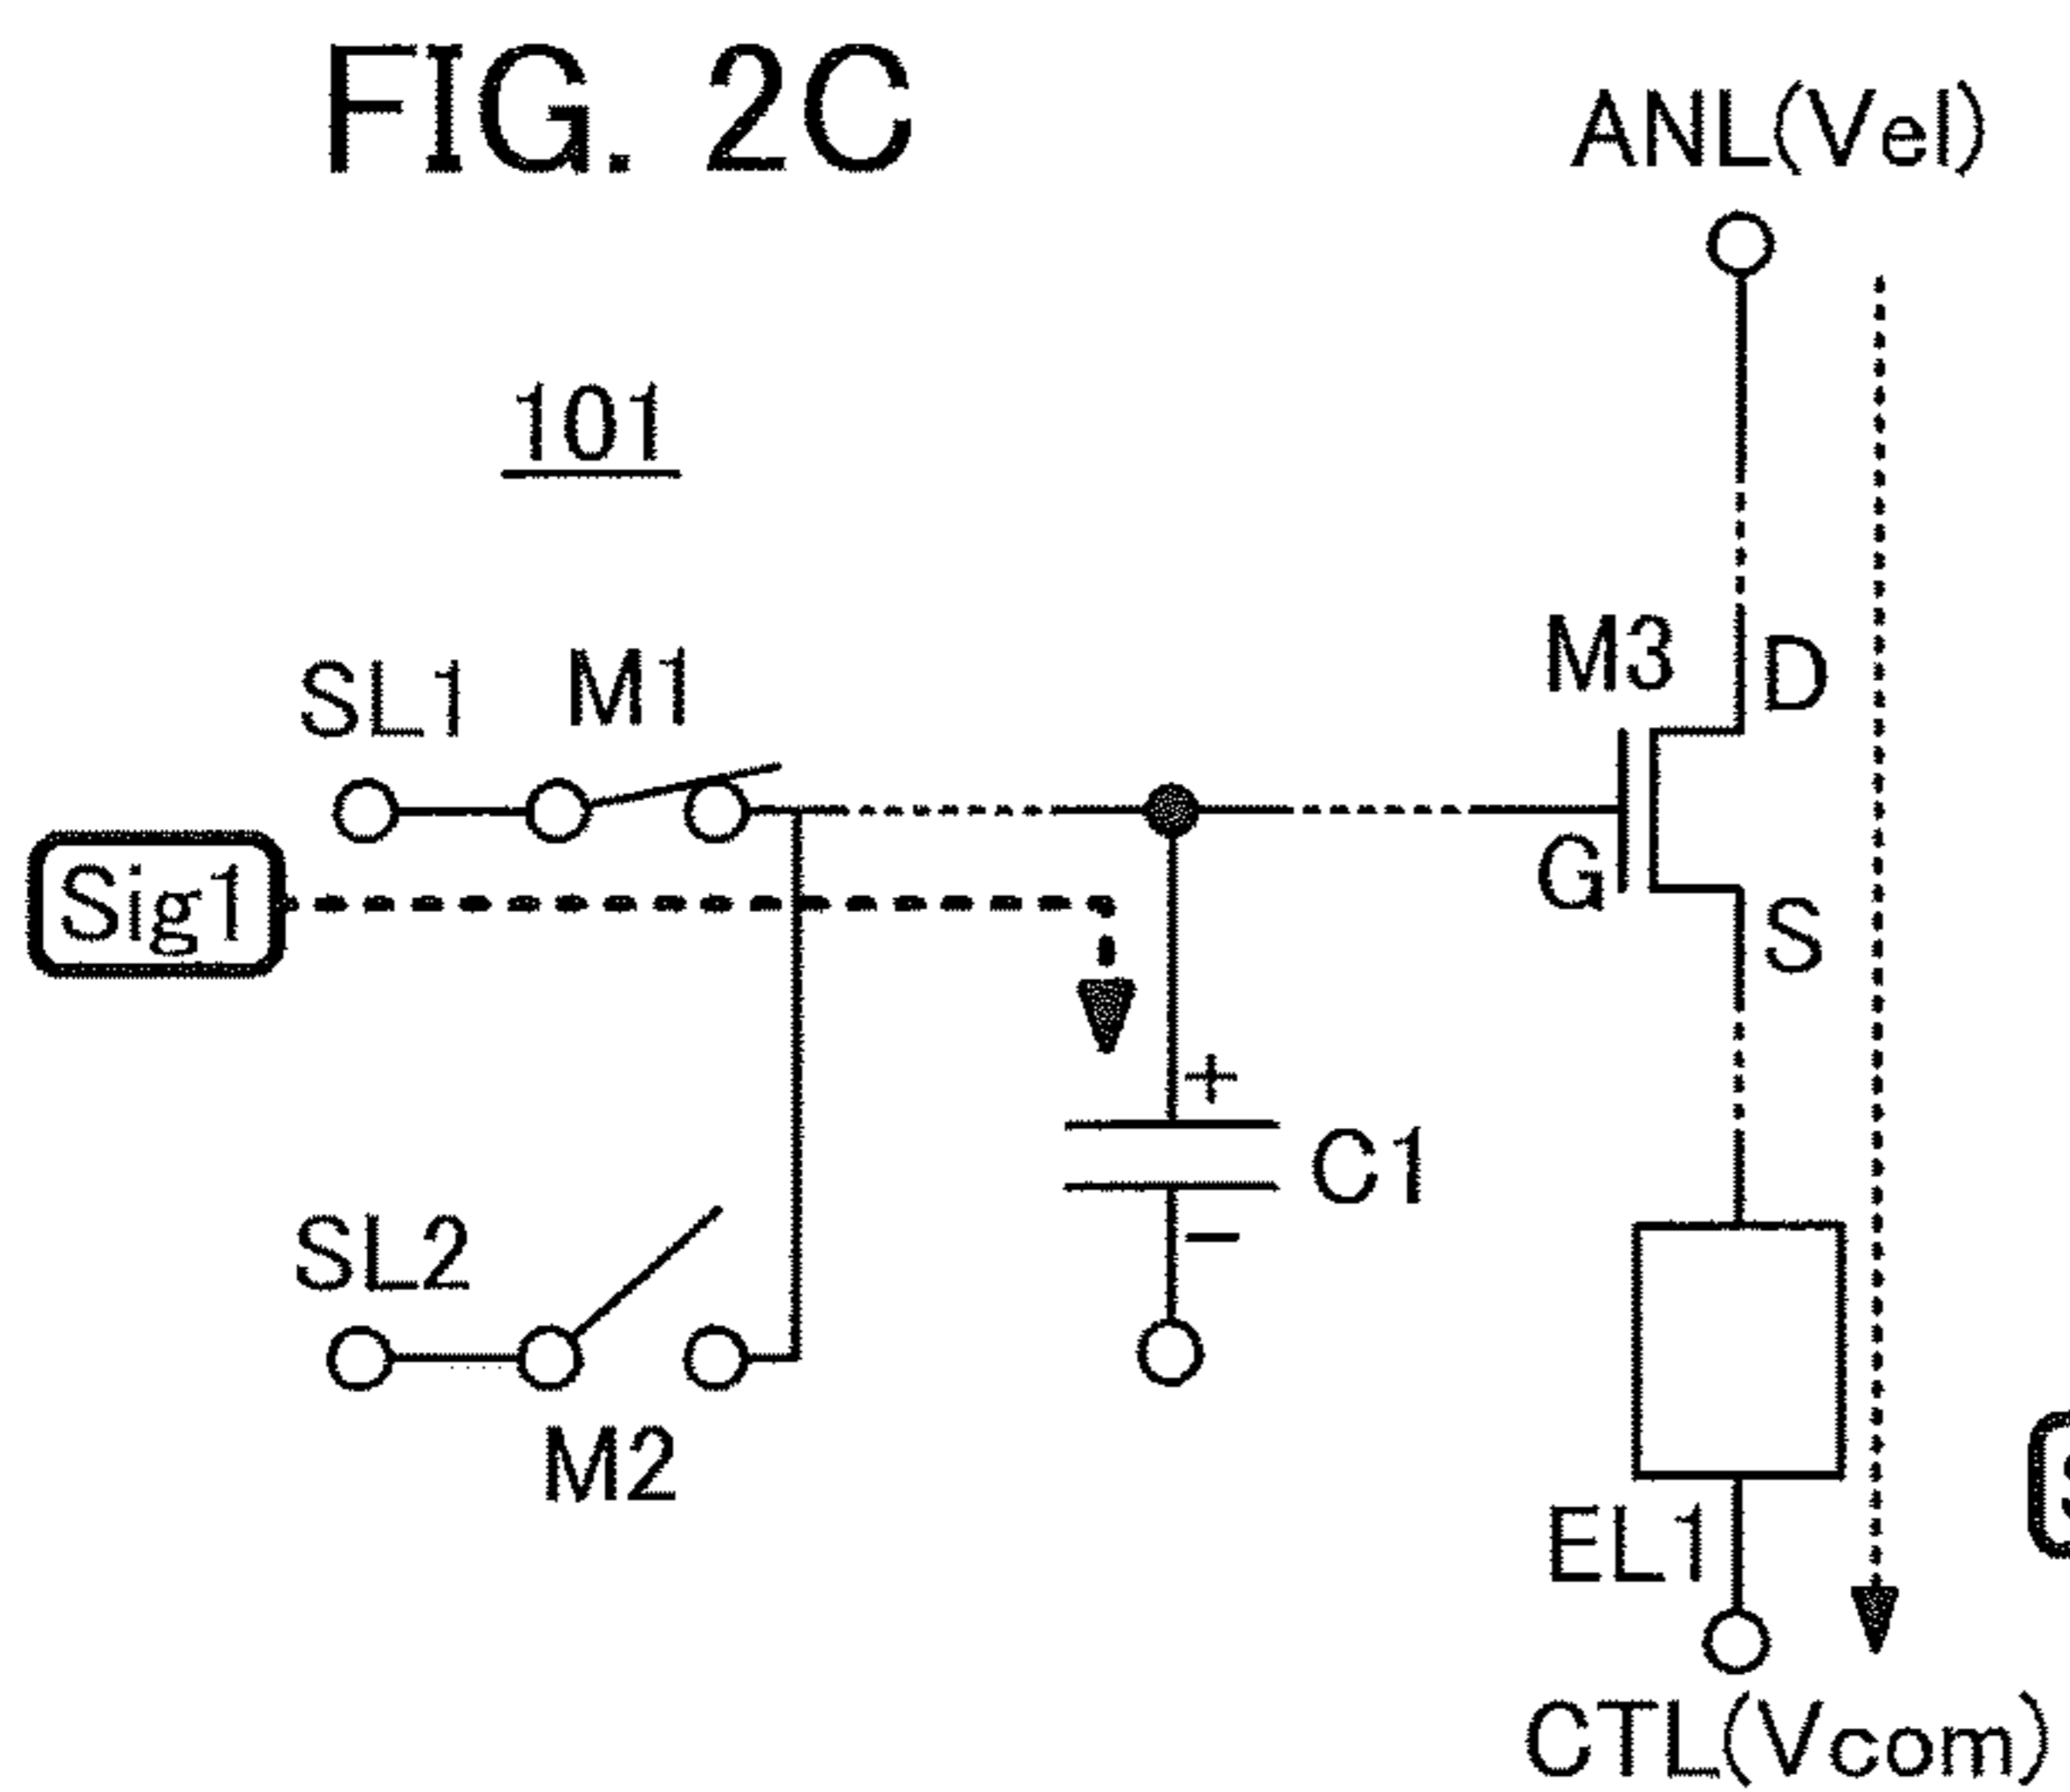 FIG. 2C
ANL(Vel)
101
M3
D
SL1
M1
Sig1
G
S
+
C1
−
SL2
M2
EL1
CTL(Vcom)